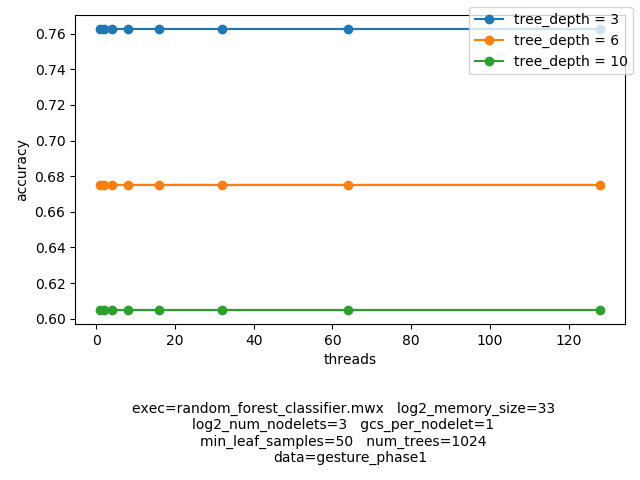 0.76
0.74
0.72
0.70
0.68
0.66
0.64
0.62
0.60
accuracy
tree_depth = 3
tree_depth = 6
tree_depth = 10
0 20 40 60 80 100 120
threads
exec=random_forest_classifier.mwx log2_memory_size=33
log2_num_nodelets=3 gcs_per_nodelet=1
min_leaf_samples=50 num_trees=1024
data=gesture_phase1